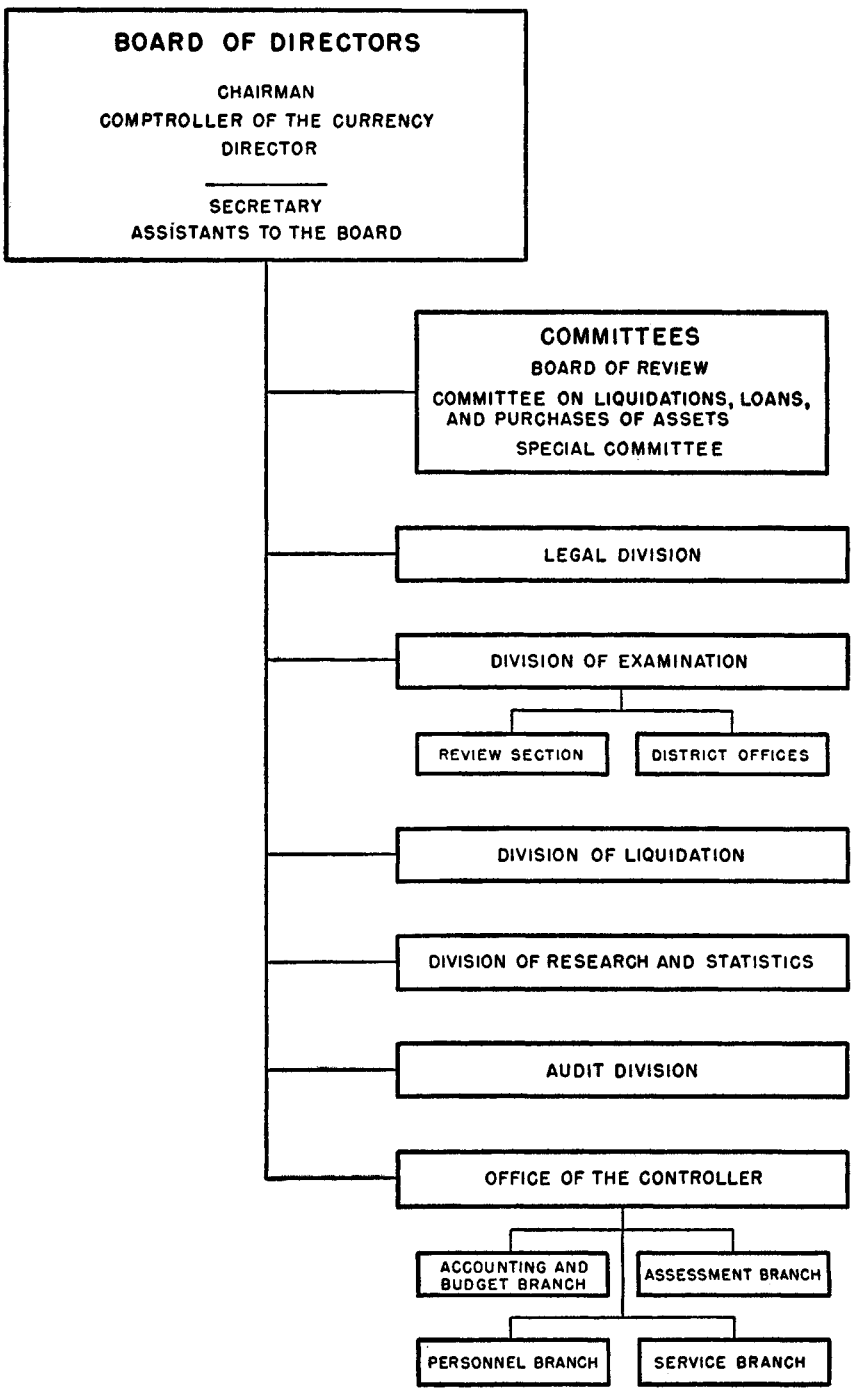 BOARD OF DIRECTORS
CHAIRMAN
COMPTROLLER OF THE CURRENCY
DIRECTOR
SECRETARY
ASSISTANTS TO THE BOARD
COMMITTEES
BOARD OF REVIEW
COMMITTEE ON LIQUIDATIONS, LOANS,
AND PURCHASES OF ASSETS
SPECIAL COMMITTEE
LEGAL DIVISION
DIVISION OF EXAMINATION
REVIEW SECTION
DISTRICT OFFICES
DIVISION OF LIQUIDATION
DIVISION OF RESEARCH AND STATISTICS
AUDIT DIVISION
OFFICE OF THE CONTROLLER
ACCOUNTING AND
BUDGET BRANCH
ASSESSMENT BRANCH
PERSONNEL BRANCH
SERVICE BRANCH